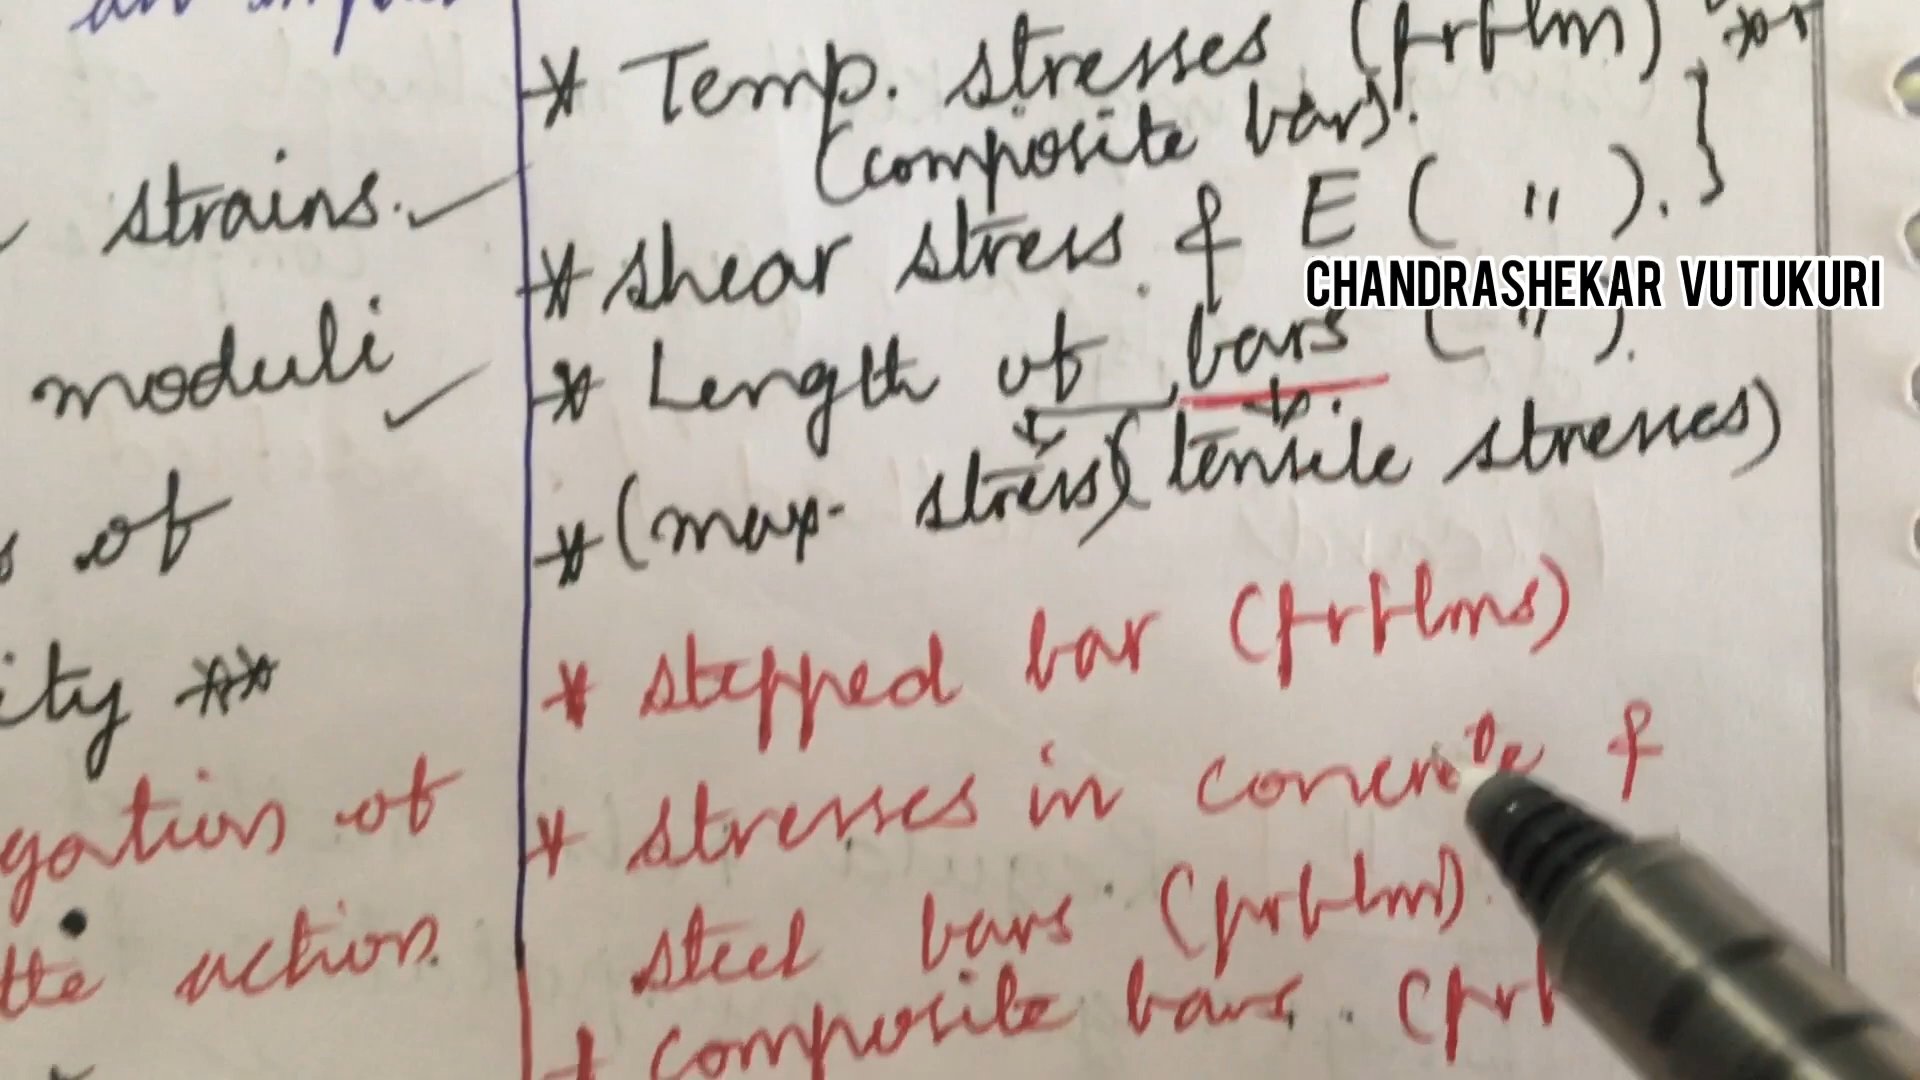 strains.
moduli
of
ity **
gation of
the action.
* Temp. stresses (prblm)
(composite bars).
* shear stress & E ( " ).
CHANDRASHEKAR VUTUKURI
* Length of bars ( " ).
* (max. stress) (tensile stresses)
* stepped bar (prblms)
* stresses in concrete &
steel bars (prblm)
* composite bars. (prb